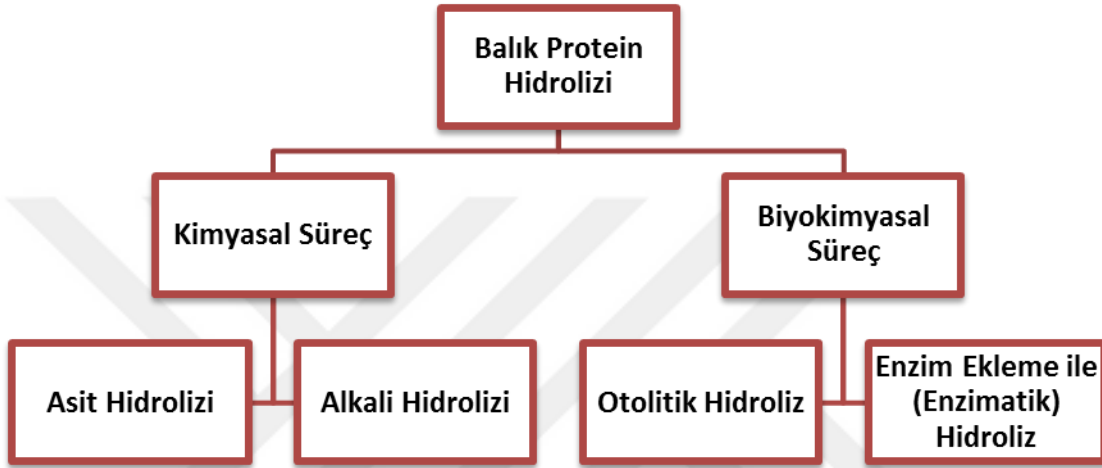 Balık Protein
Hidrolizi
Kimyasal Süreç
Biyokimyasal
Süreç
Asit Hidrolizi
Alkali Hidrolizi
Otolitik Hidroliz
Enzim Ekleme ile
(Enzimatik)
Hidroliz